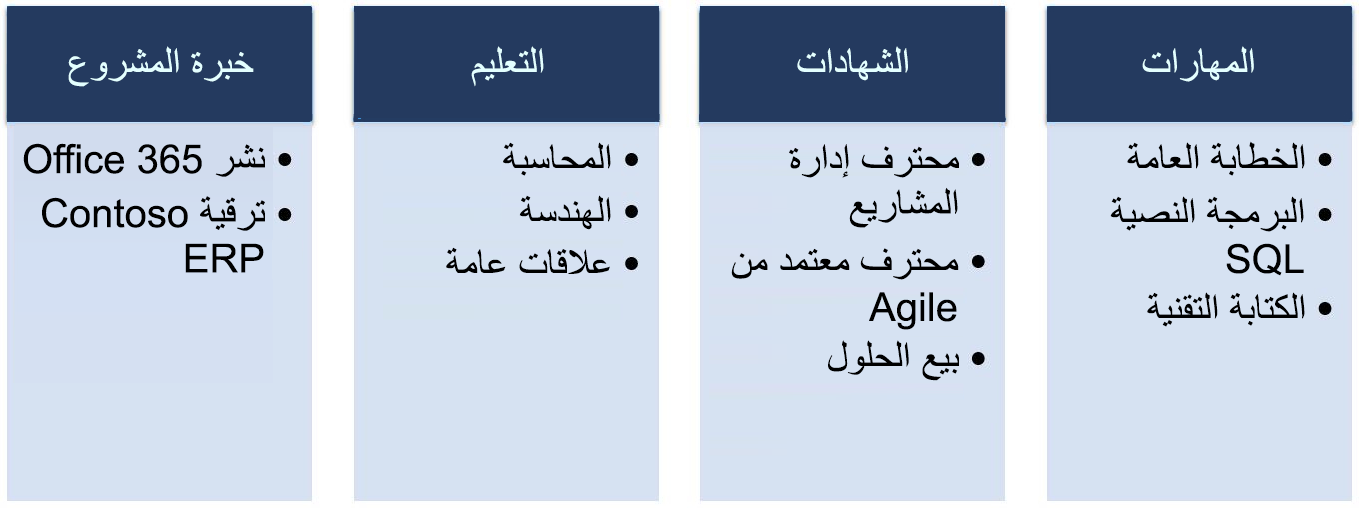 المهارات
• الخطابة العامة
• البرمجة النصية
SQL
• الكتابة التقنية
الشهادات
• محترف إدارة
المشاريع
• محترف معتمد من
Agile
• بيع الحلول
التعليم
• المحاسبة
• الهندسة
• علاقات عامة
خبرة المشروع
• نشر Office 365
• ترقية Contoso
ERP